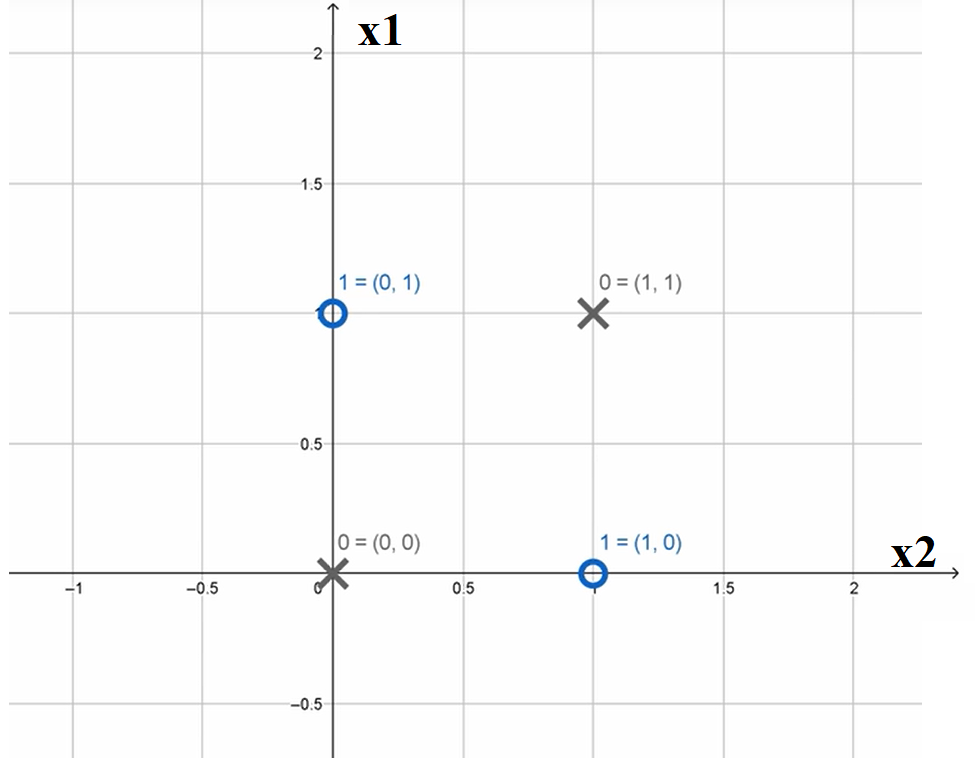 x1
2
1.5
1 = (0, 1)
0 = (1, 1)
0.5
0 = (0, 0)
1 = (1, 0)
x2
−1
−0.5
0
0.5
1.5
2
−0.5